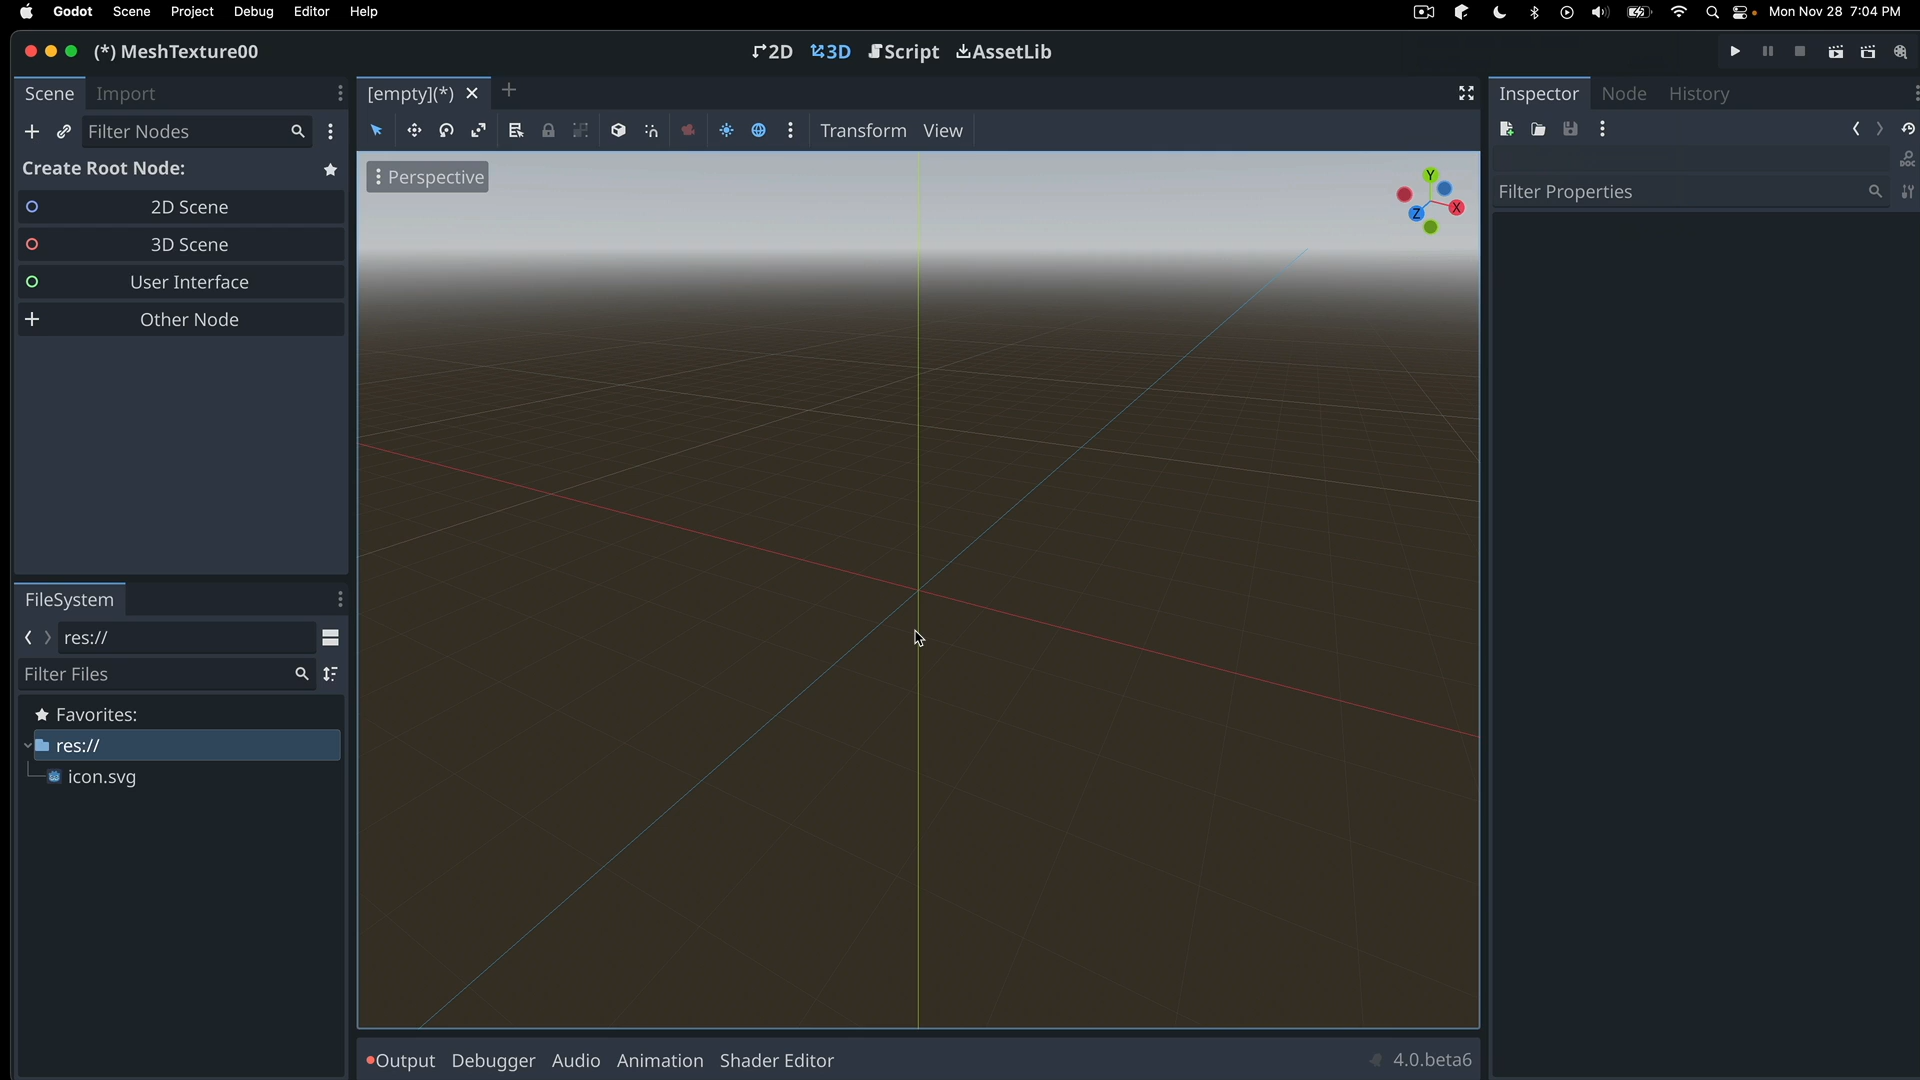 Godot Scene Project Debug Editor Help Mon Nov 28 7:04 PM
(*) MeshTexture00 2D 3D Script AssetLib
Scene Import [empty](*) Inspector Node History
Filter Nodes Transform View
Create Root Node:
Perspective
Filter Properties
2D Scene
3D Scene
User Interface
Other Node
Y
X
Z
DOC
FileSystem
res://
Filter Files
Favorites:
res://
icon.svg
Output Debugger Audio Animation Shader Editor 4.0.beta6